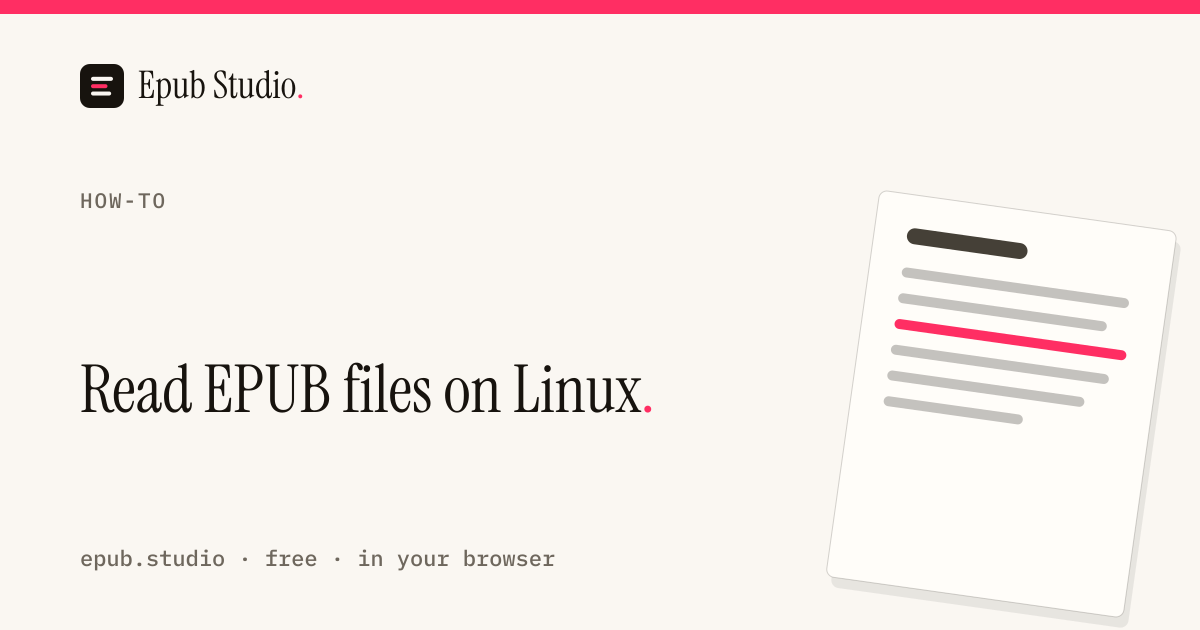 Epub Studio.
HOW-TO
Read EPUB files on Linux.
epub.studio · free · in your browser